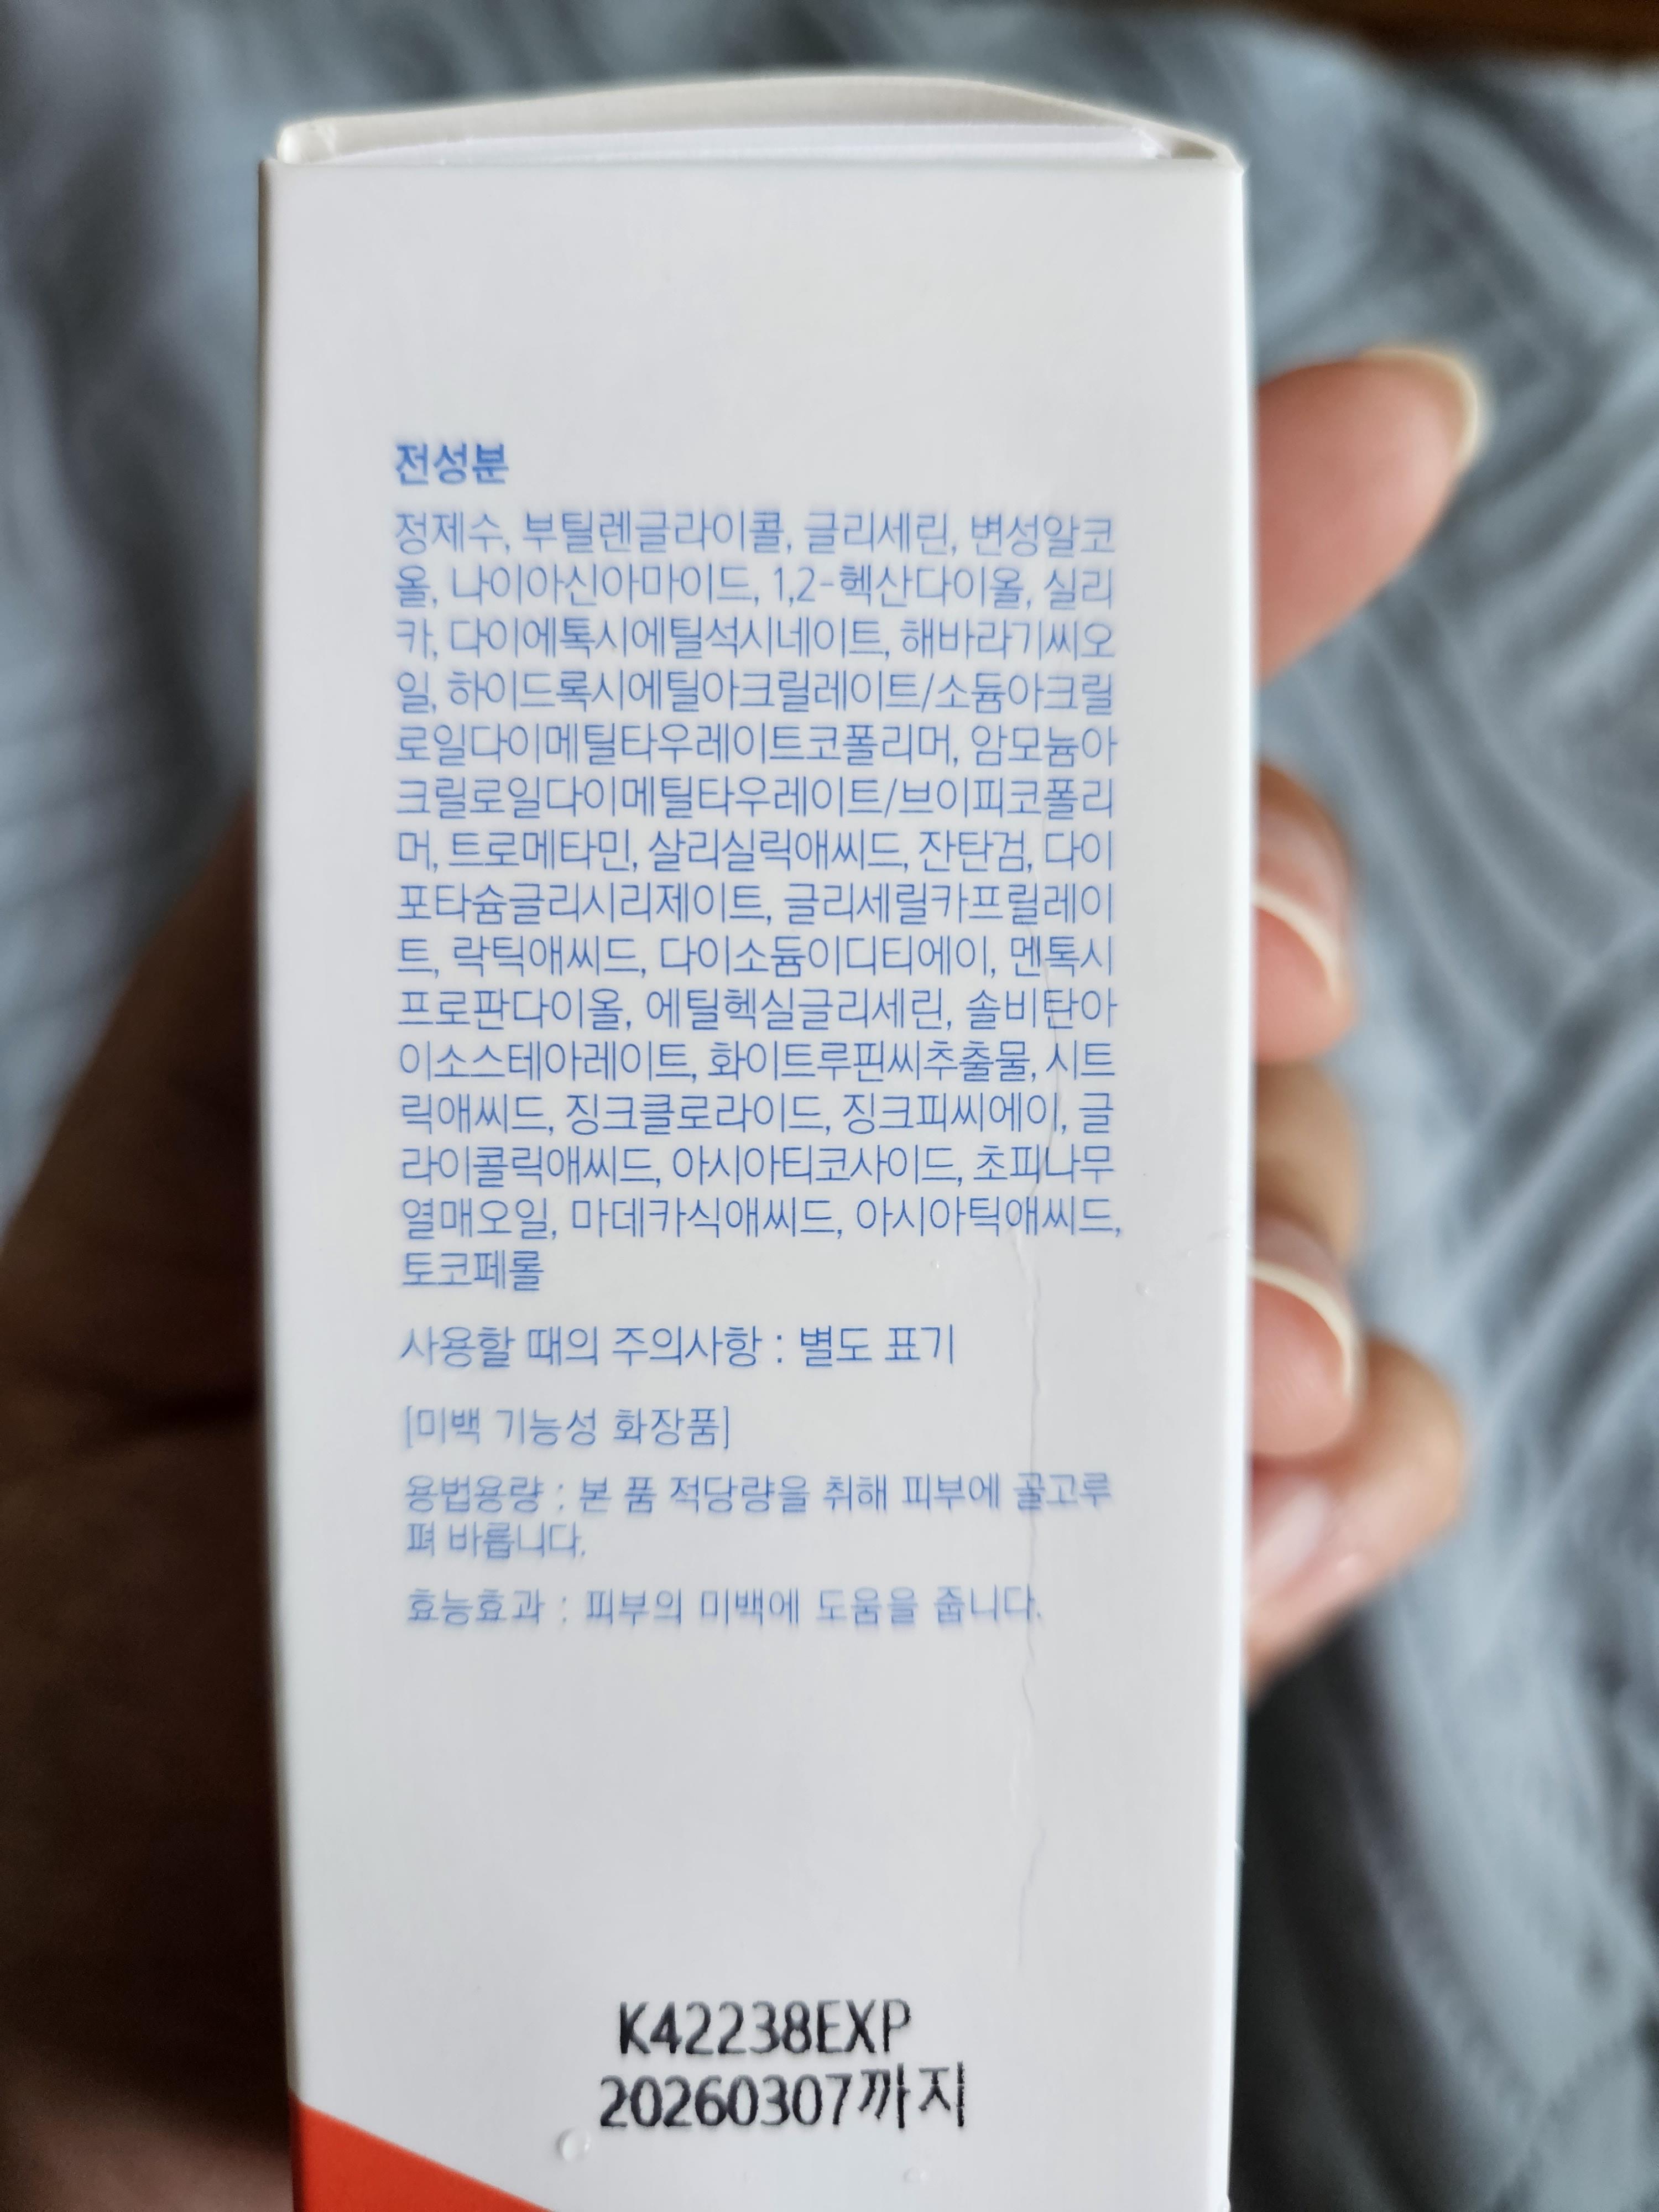 전성분
정제수, 부틸렌글라이콜, 글리세린, 변성알코
올, 나이아신아마이드, 1,2-헥산다이올, 실리
카, 다이에톡시에틸석시네이트, 해바라기씨오
일, 하이드록시에틸아크릴레이트/소듐아크릴
로일다이메틸타우레이트코폴리머, 암모늄아
크릴로일다이메틸타우레이트/브이피코폴리
머, 트로메타민, 살리실릭애씨드, 잔탄검, 다이
포타슘글리시리제이트, 글리세릴카프릴레이
트, 락틱애씨드, 다이소듐이디티에이, 멘톡시
프로판다이올, 에틸헥실글리세린, 솔비탄아
이소스테아레이트, 화이트루핀씨추출물, 시트
릭애씨드, 징크클로라이드, 징크피씨에이, 글
라이콜릭애씨드, 아시아티코사이드, 초피나무
열매오일, 마데카식애씨드, 아시아틱애씨드,
토코페롤
사용할 때의 주의사항 : 별도 표기
[미백 기능성 화장품]
용법용량 : 본 품 적당량을 취해 피부에 골고루
펴 바릅니다.
효능효과 : 피부의 미백에 도움을 줍니다.
K42238EXP
20260307까지